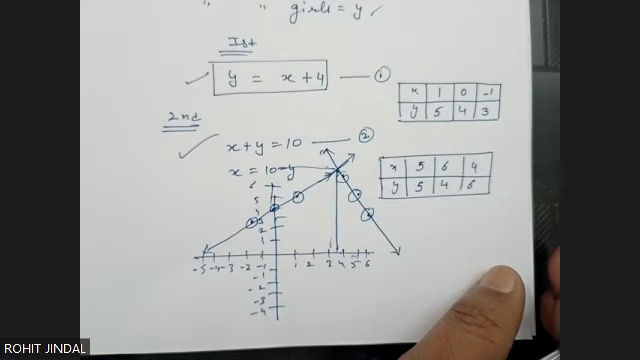 " " girls = y ✓
Ist
y = x+4 — ①
x 1 0 -1
y 5 4 3
2nd
x+y=10 — ②
x = 10-y
x 5 6 4
y 5 4 6
6
5
4
3
2
1
-5 -4 -3 -2 -1 1 2 3 4 5 6
-1
-2
-3
-4
ROHIT JINDAL